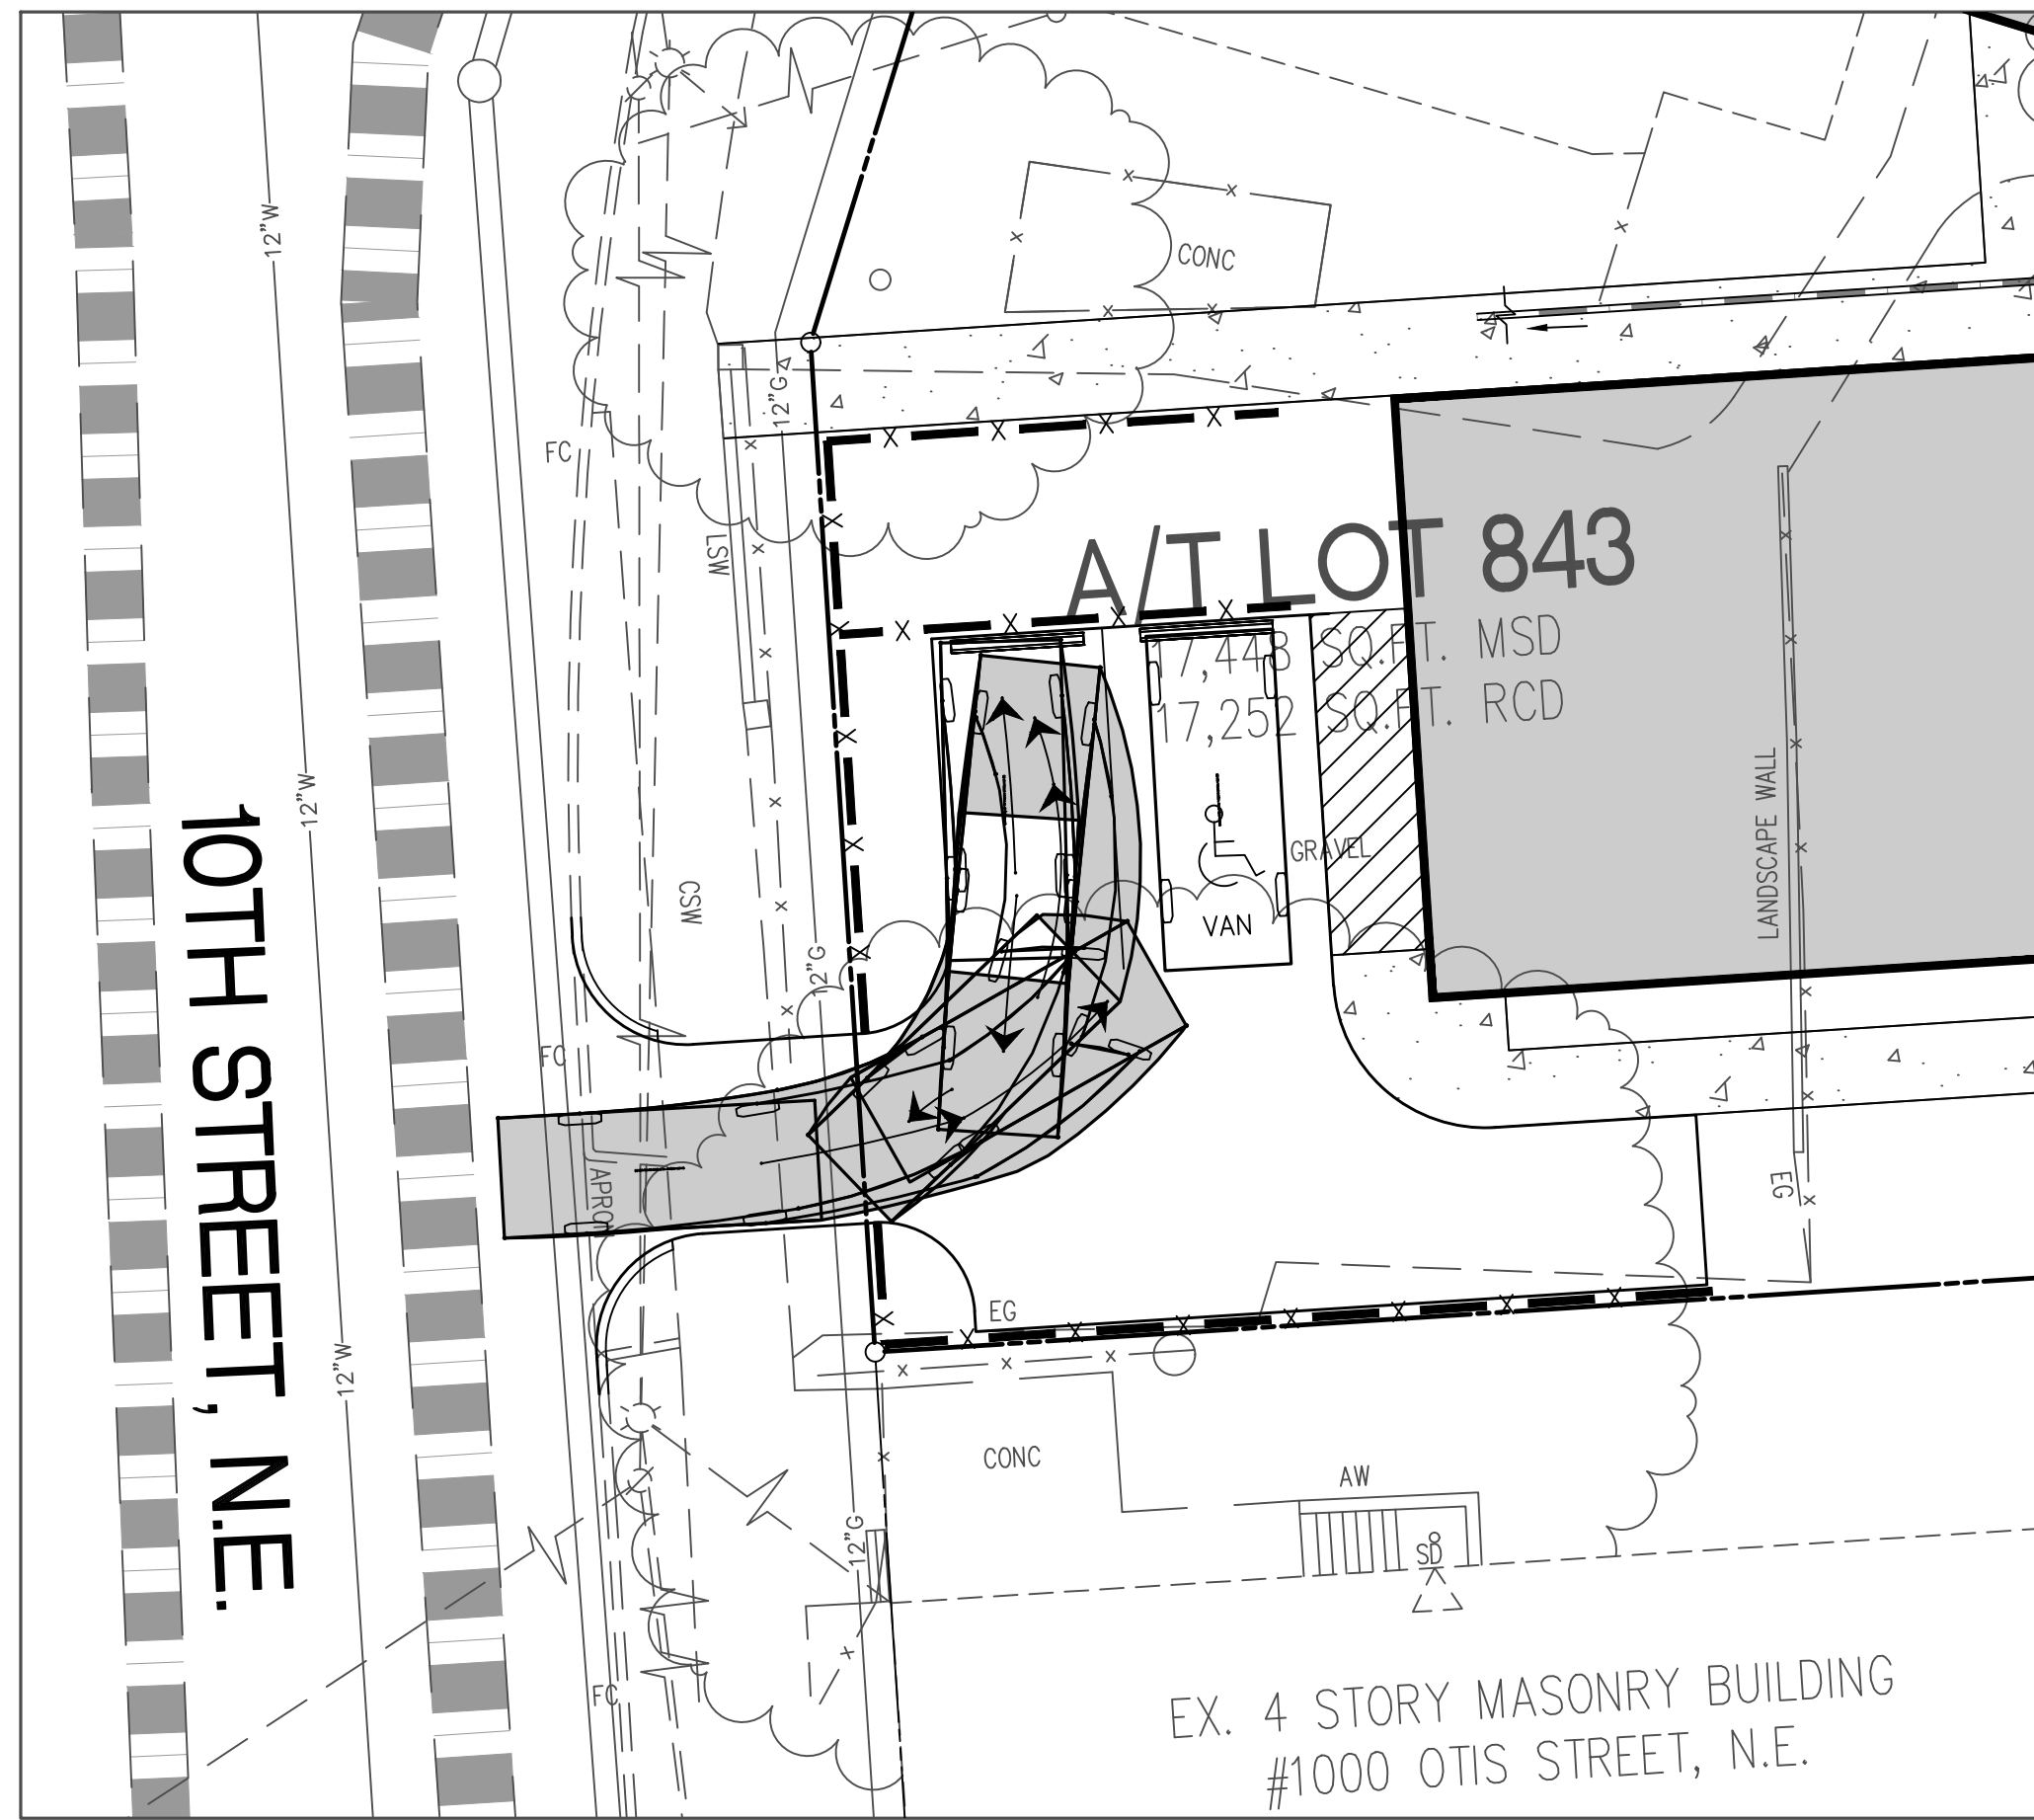 12"W
CONC
12"G
FC
LSW
A/T LOT 843
17,448 SQ.FT. MSD
17,252 SQ.FT. RCD
12"W
10TH STREET, N.E.
CSW
GRAVEL
LANDSCAPE WALL
VAN
12"G
FC
APRON
EG
EG
12"W
CONC
AW
12"G
SD
FC
EX. 4 STORY MASONRY BUILDING
#1000 OTIS STREET, N.E.